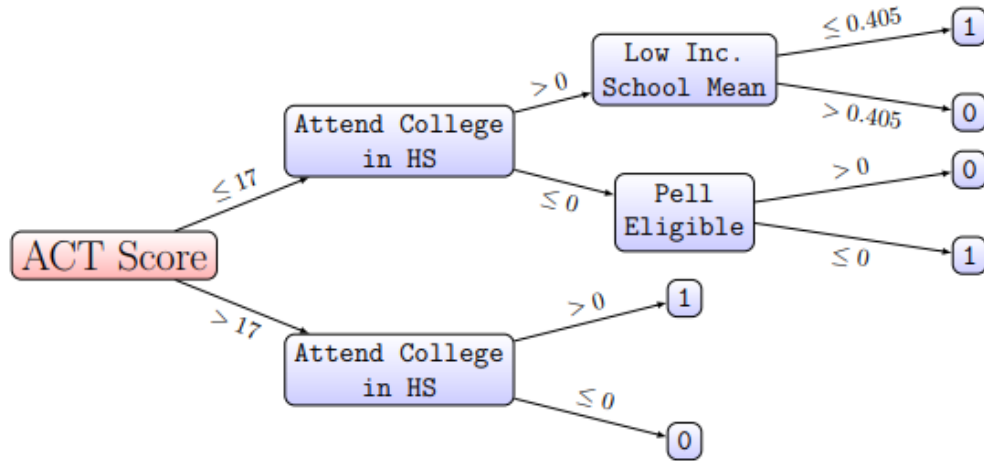 ≤ 0.405
1
Low Inc.
School Mean
> 0
> 0.405
0
Attend College
in HS
≤ 17
≤ 0
Pell
Eligible
> 0
0
≤ 0
1
ACT Score
> 17
Attend College
in HS
> 0
1
≤ 0
0